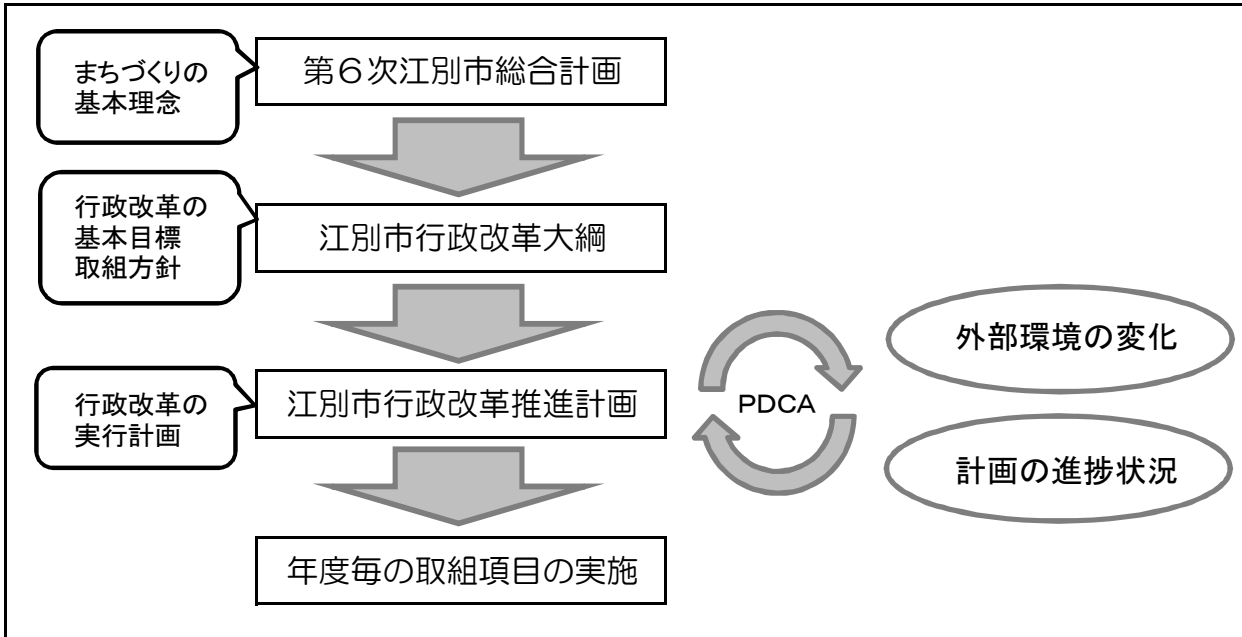 まちづくりの
基本理念
第６次江別市総合計画
行政改革の
基本目標
取組方針
江別市行政改革大綱
行政改革の
実行計画
江別市行政改革推進計画
PDCA
外部環境の変化
計画の進捗状況
年度毎の取組項目の実施